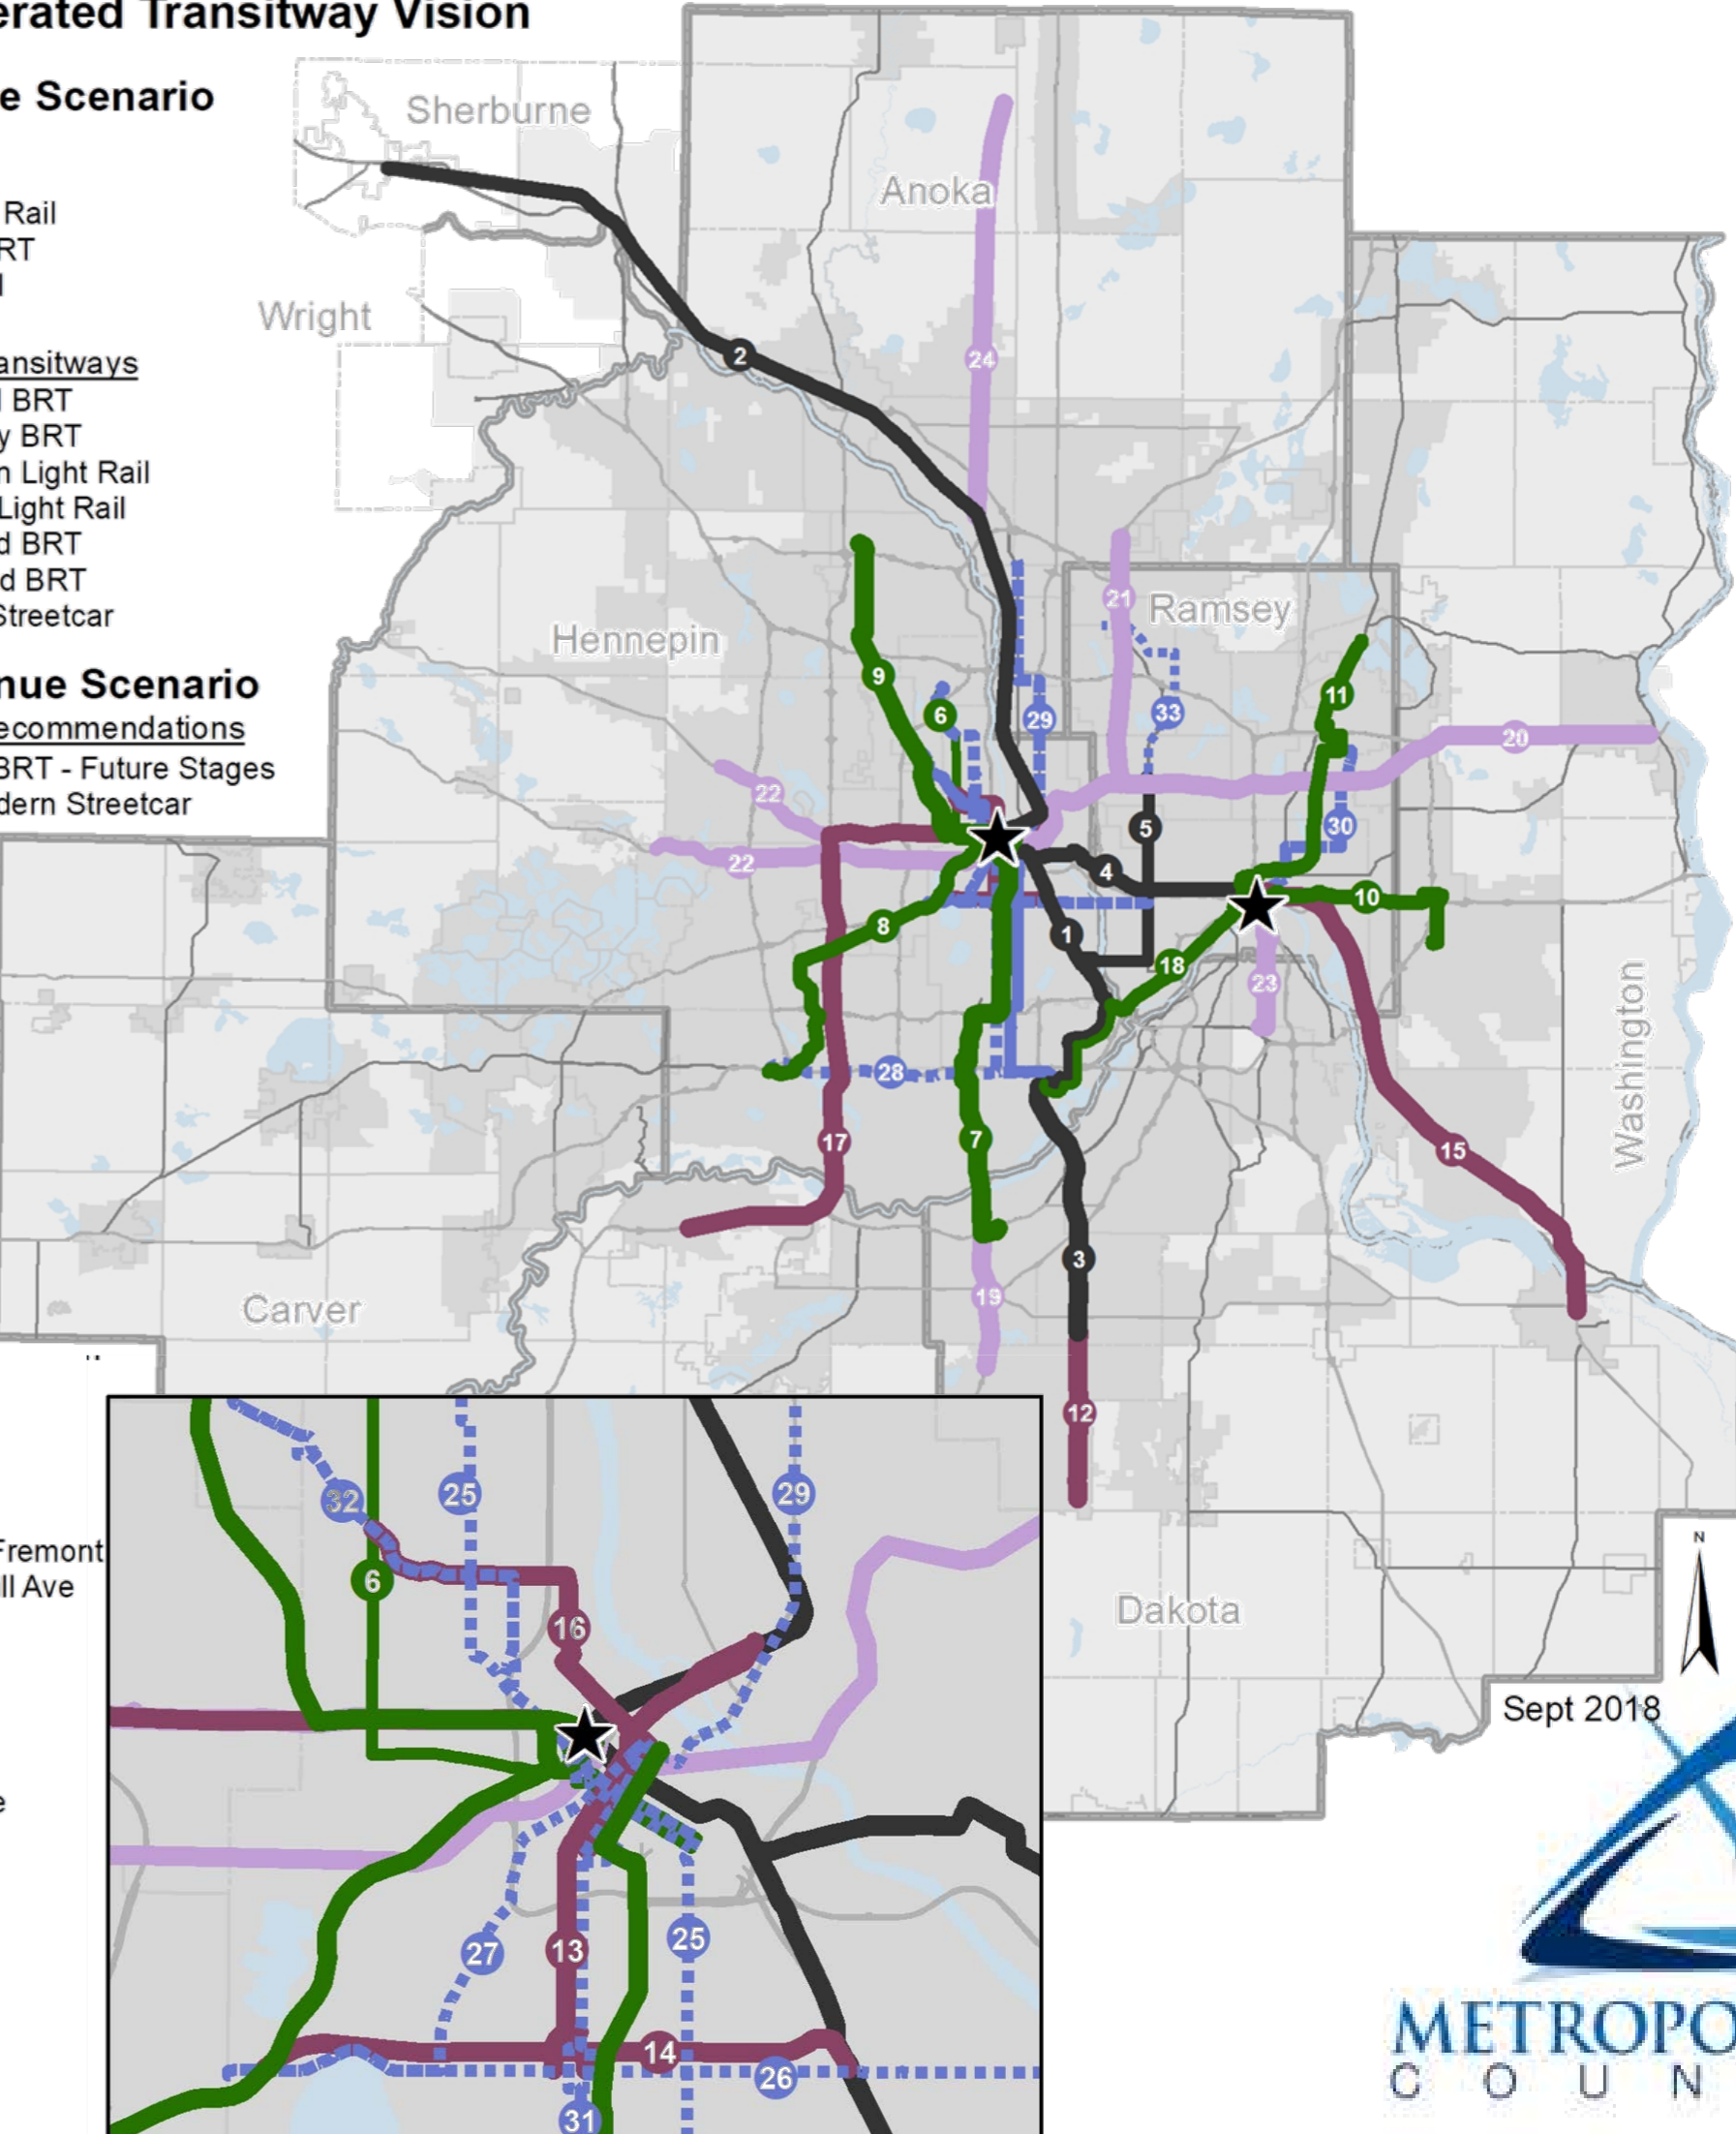 erated Transitway Vision
e Scenario
Rail
RT
l
ansitways
l BRT
y BRT
n Light Rail
Light Rail
d BRT
d BRT
Streetcar
nue Scenario
ecommendations
BRT - Future Stages
dern Streetcar
Sherburne
Anoka
Wright
24
2
21
Ramsey
Hennepin
9
6
29
33
11
20
22
22
5
30
4
8
1
10
18
23
Washington
28
17
7
15
3
19
Carver
12
Dakota
Fremont
ll Ave
e
32
25
29
6
16
27
13
25
14
26
31
N
Sept 2018
METROPO
C O U N